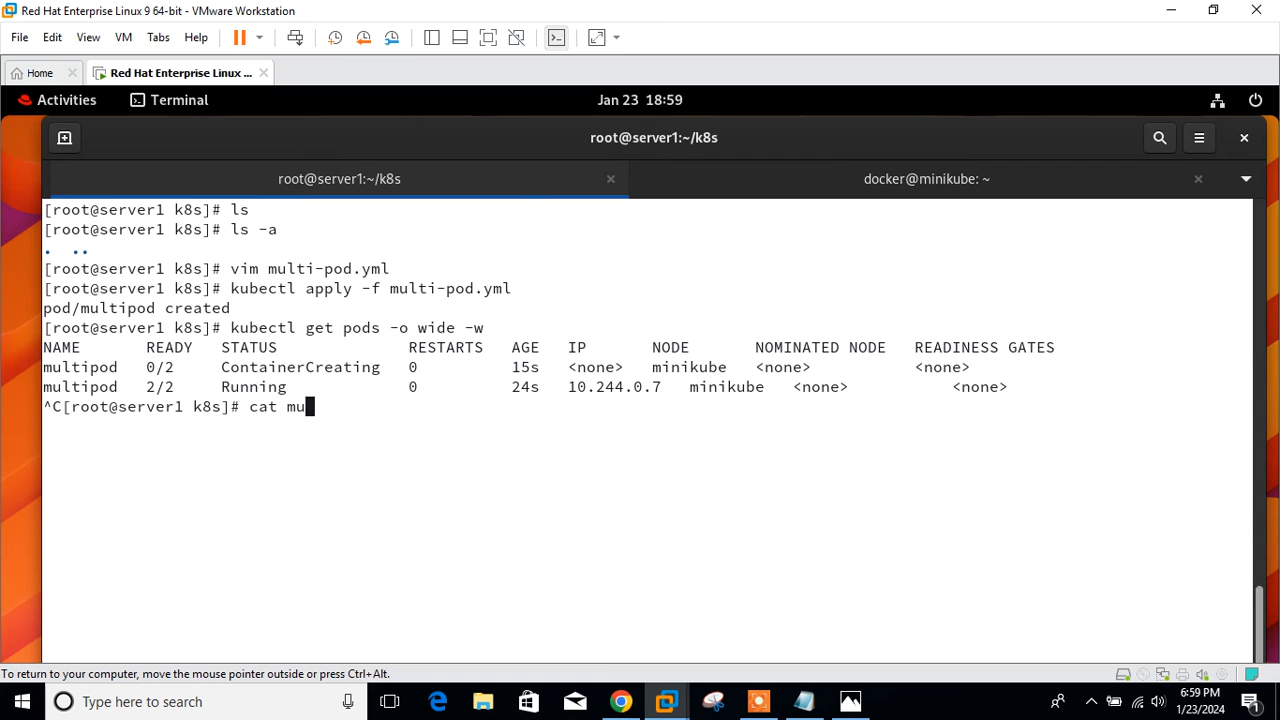 Red Hat Enterprise Linux 9 64-bit - VMware Workstation
File Edit View VM Tabs Help
Home Red Hat Enterprise Linux ...
Activities Terminal Jan 23 18:59
root@server1:~/k8s
root@server1:~/k8s docker@minikube: ~
[root@server1 k8s]# ls
[root@server1 k8s]# ls -a
. ..
[root@server1 k8s]# vim multi-pod.yml
[root@server1 k8s]# kubectl apply -f multi-pod.yml
pod/multipod created
[root@server1 k8s]# kubectl get pods -o wide -w
NAME READY STATUS RESTARTS AGE IP NODE NOMINATED NODE READINESS GATES
multipod 0/2 ContainerCreating 0 15s <none> minikube <none> <none>
multipod 2/2 Running 0 24s 10.244.0.7 minikube <none> <none>
^C[root@server1 k8s]# cat mu
To return to your computer, move the mouse pointer outside or press Ctrl+Alt.
Type here to search
6:59 PM
1/23/2024
1